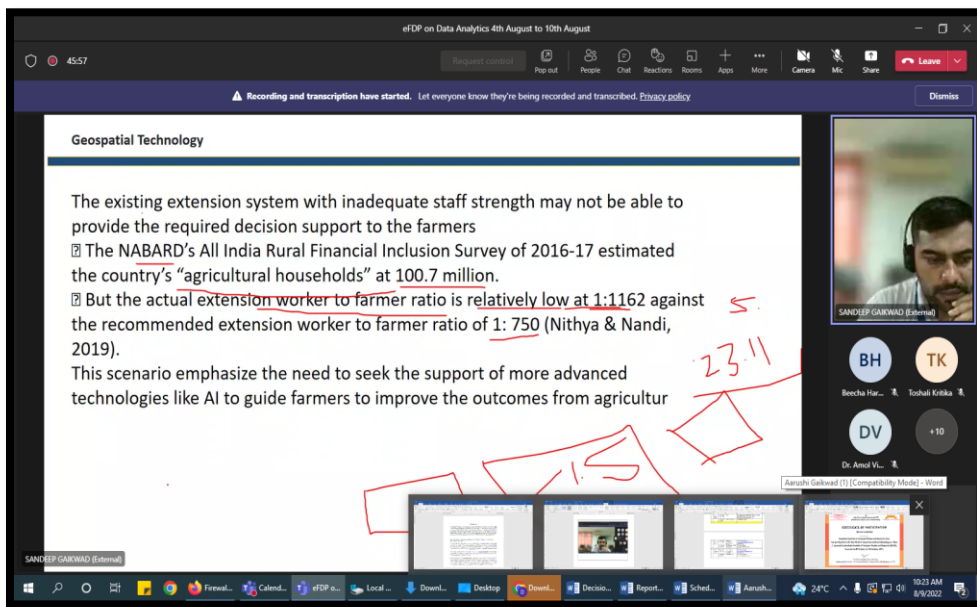 eFDP on Data Analytics 4th August to 10th August
45:57
Request control
Pop out
People
Chat
Reactions
Rooms
Apps
More
Camera
Mic
Share
Leave
Recording and transcription have started. Let everyone know they're being recorded and transcribed. Privacy policy
Dismiss
Geospatial Technology
The existing extension system with inadequate staff strength may not be able to
provide the required decision support to the farmers
The NABARD's All India Rural Financial Inclusion Survey of 2016-17 estimated
the country's “agricultural households” at 100.7 million.
But the actual extension worker to farmer ratio is relatively low at 1:1162 against
the recommended extension worker to farmer ratio of 1: 750 (Nithya & Nandi,
2019).
This scenario emphasize the need to seek the support of more advanced
technologies like AI to guide farmers to improve the outcomes from agricultur
5.
23.11
1.5
SANDEEP GAIKWAD (External)
BH
TK
Beecha Har...
Toshali Kritika
DV
+10
Dr. Amol Vi...
Aarushi Gaikwad (1) [Compatibility Mode] - Word
CERTIFICATE OF PARTICIPATION
SANDEEP GAIKWAD (External)
Firewal...
Calend...
eFDP o...
Local ...
Downl...
Desktop
Downl...
Decisio...
Report...
Sched...
Aarush...
24°C
10:23 AM
8/9/2022